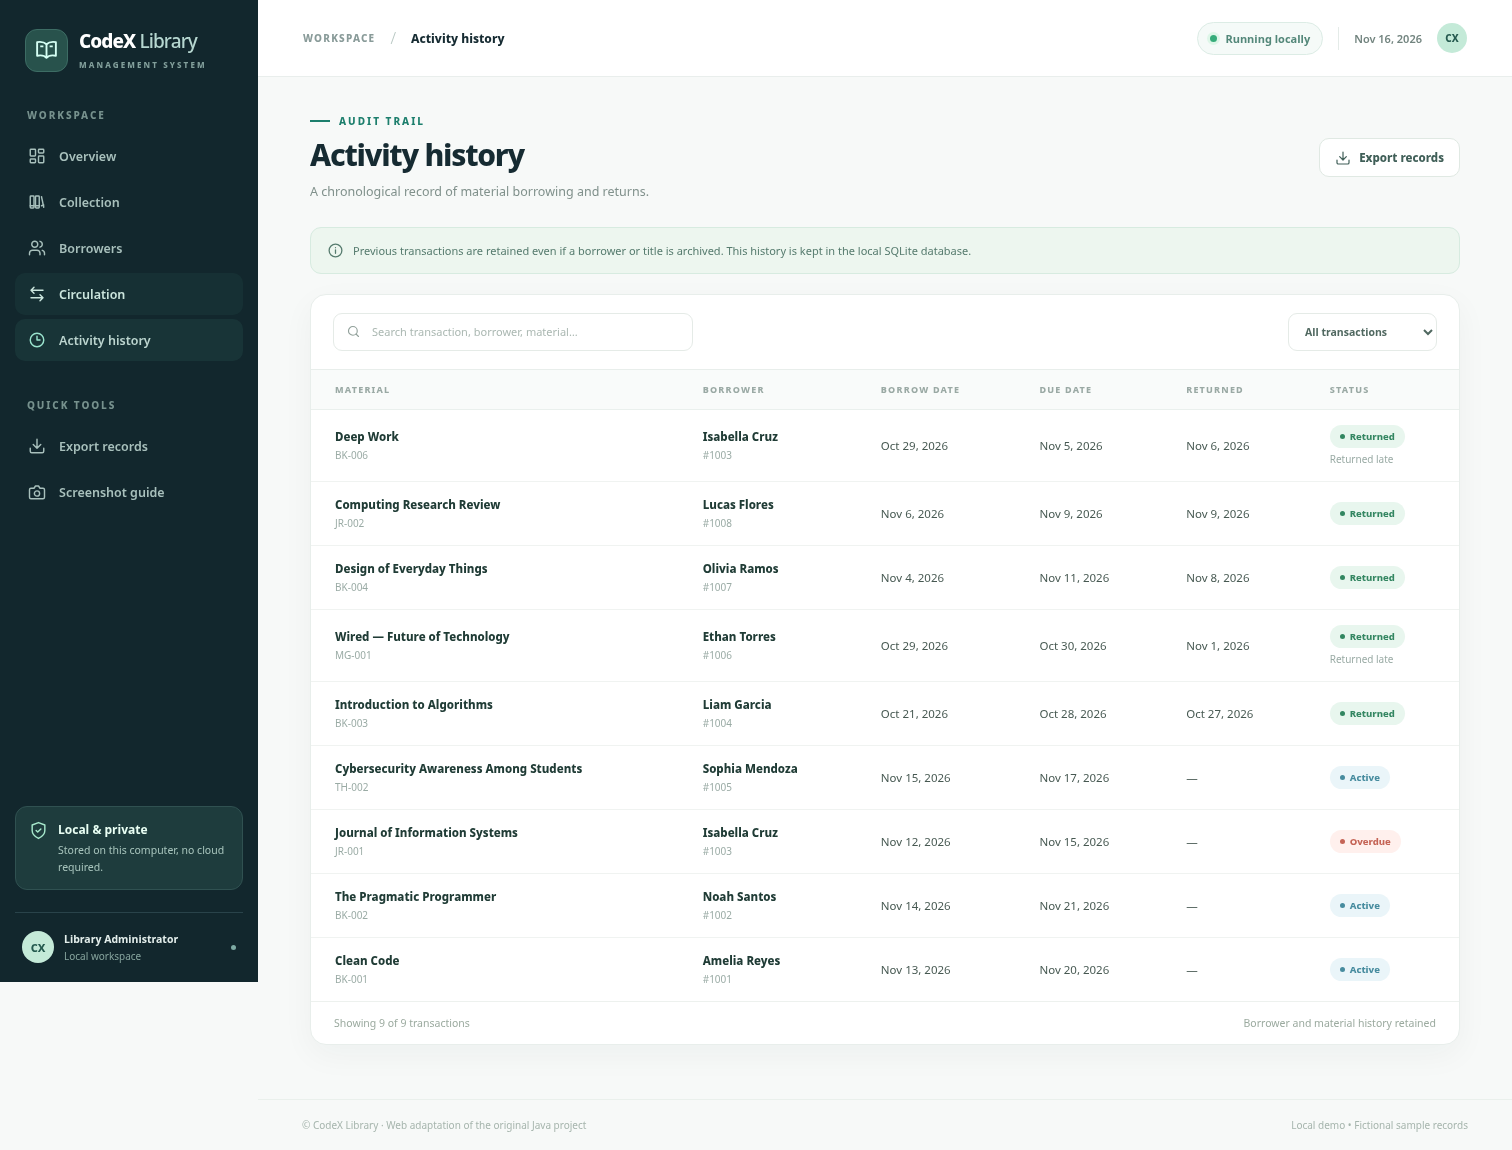 CodeX Library
MANAGEMENT SYSTEM
WORKSPACE
Overview
Collection
Borrowers
Circulation
Activity history
QUICK TOOLS
Export records
Screenshot guide
Local & private
Stored on this computer, no cloud
required.
CX
Library Administrator
Local workspace
WORKSPACE / Activity history
Running locally
Nov 16, 2026
CX
AUDIT TRAIL
Activity history
A chronological record of material borrowing and returns.
Export records
Previous transactions are retained even if a borrower or title is archived. This history is kept in the local SQLite database.
Search transaction, borrower, material...
All transactions
MATERIAL BORROWER BORROW DATE DUE DATE RETURNED STATUS
Deep Work Isabella Cruz Oct 29, 2026 Nov 5, 2026 Nov 6, 2026 Returned
BK-006 #1003 Returned late
Computing Research Review Lucas Flores Nov 6, 2026 Nov 9, 2026 Nov 9, 2026 Returned
JR-002 #1008
Design of Everyday Things Olivia Ramos Nov 4, 2026 Nov 11, 2026 Nov 8, 2026 Returned
BK-004 #1007
Wired — Future of Technology Ethan Torres Oct 29, 2026 Oct 30, 2026 Nov 1, 2026 Returned
MG-001 #1006 Returned late
Introduction to Algorithms Liam Garcia Oct 21, 2026 Oct 28, 2026 Oct 27, 2026 Returned
BK-003 #1004
Cybersecurity Awareness Among Students Sophia Mendoza Nov 15, 2026 Nov 17, 2026 — Active
TH-002 #1005
Journal of Information Systems Isabella Cruz Nov 12, 2026 Nov 15, 2026 — Overdue
JR-001 #1003
The Pragmatic Programmer Noah Santos Nov 14, 2026 Nov 21, 2026 — Active
BK-002 #1002
Clean Code Amelia Reyes Nov 13, 2026 Nov 20, 2026 — Active
BK-001 #1001
Showing 9 of 9 transactions
Borrower and material history retained
© CodeX Library · Web adaptation of the original Java project
Local demo • Fictional sample records